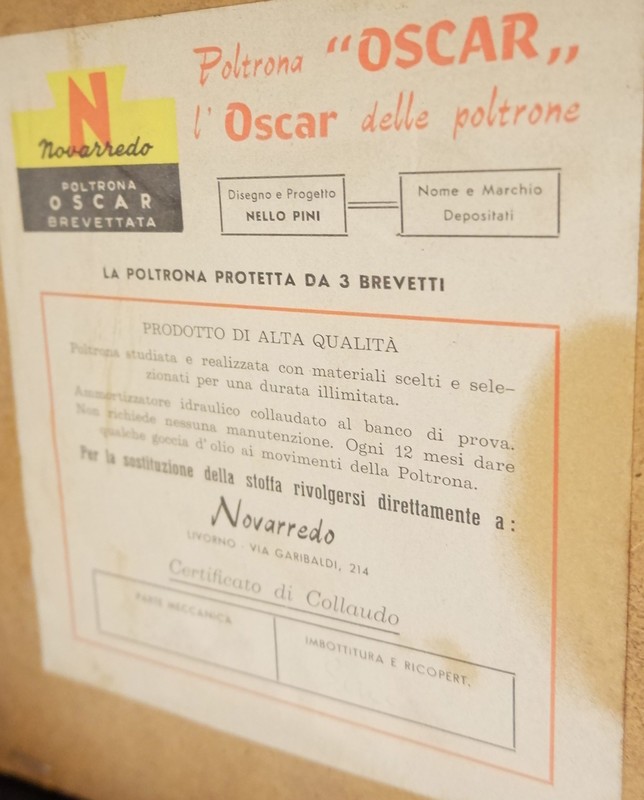 Poltrona "OSCAR„
l' Oscar delle poltrone
N
Novarredo
POLTRONA
OSCAR
BREVETTATA
Disegno e Progetto
NELLO PINI
Nome e Marchio
Depositati
LA POLTRONA PROTETTA DA 3 BREVETTI
PRODOTTO DI ALTA QUALITÀ
Poltrona studiata e realizzata con materiali scelti e sele-
zionati per una durata illimitata.
Ammortizzatore idraulico collaudato al banco di prova.
Non richiede nessuna manutenzione. Ogni 12 mesi dare
qualche goccia d'olio ai movimenti della Poltrona.
Per la sostituzione della stoffa rivolgersi direttamente a:
Novarredo
LIVORNO - VIA GARIBALDI, 214
Certificato di Collaudo
PARTE MECCANICA
IMBOTTITURA E RICOPERT.